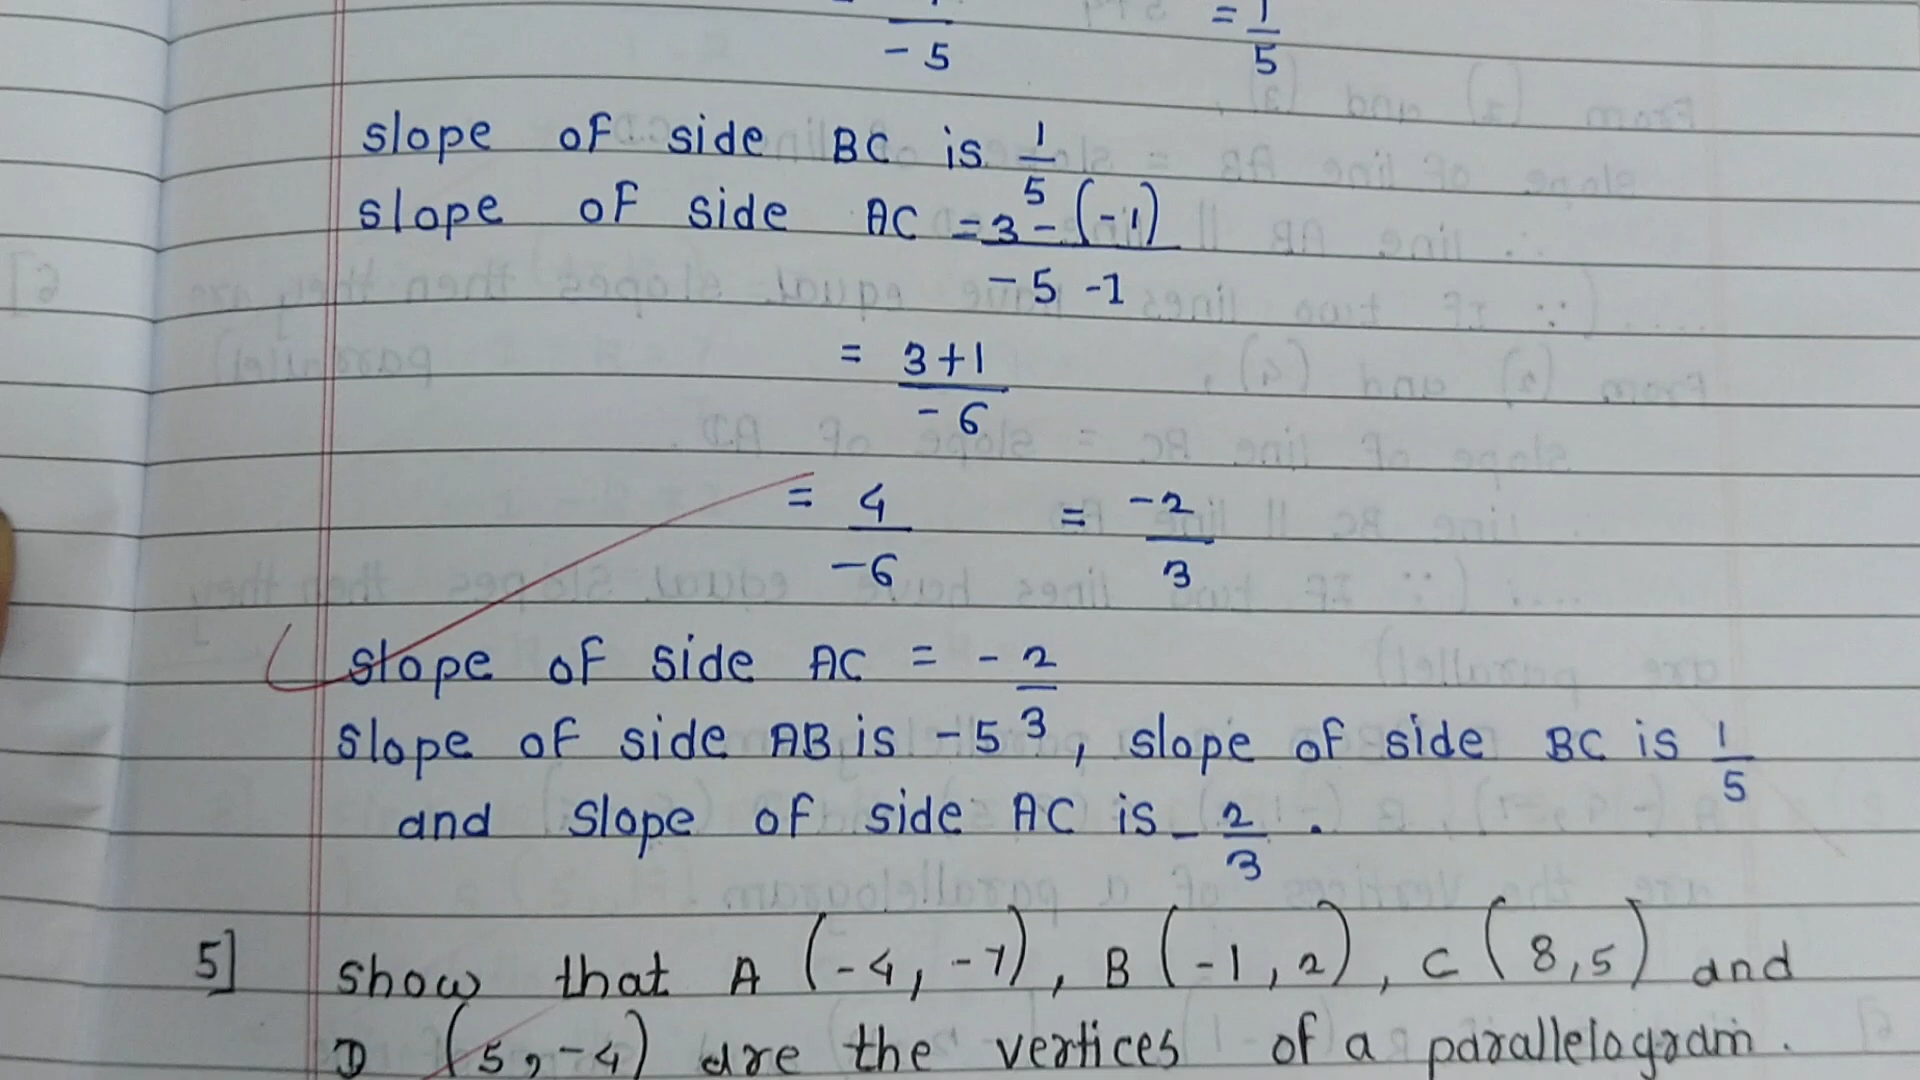 - 5 = 1/5
slope of side BC is 1/5
slope of side AC = 3 - (-1)
- 5 - 1
= 3+1
- 6
= 4 = -2
-6 3
slope of side AC = - 2/3
slope of side AB is -5, slope of side BC is 1/5
and slope of side AC is - 2/3 .
5] show that A (-4, -7), B (-1, 2), C (8, 5) and
D (5, -4) are the vertices of a parallelogram.